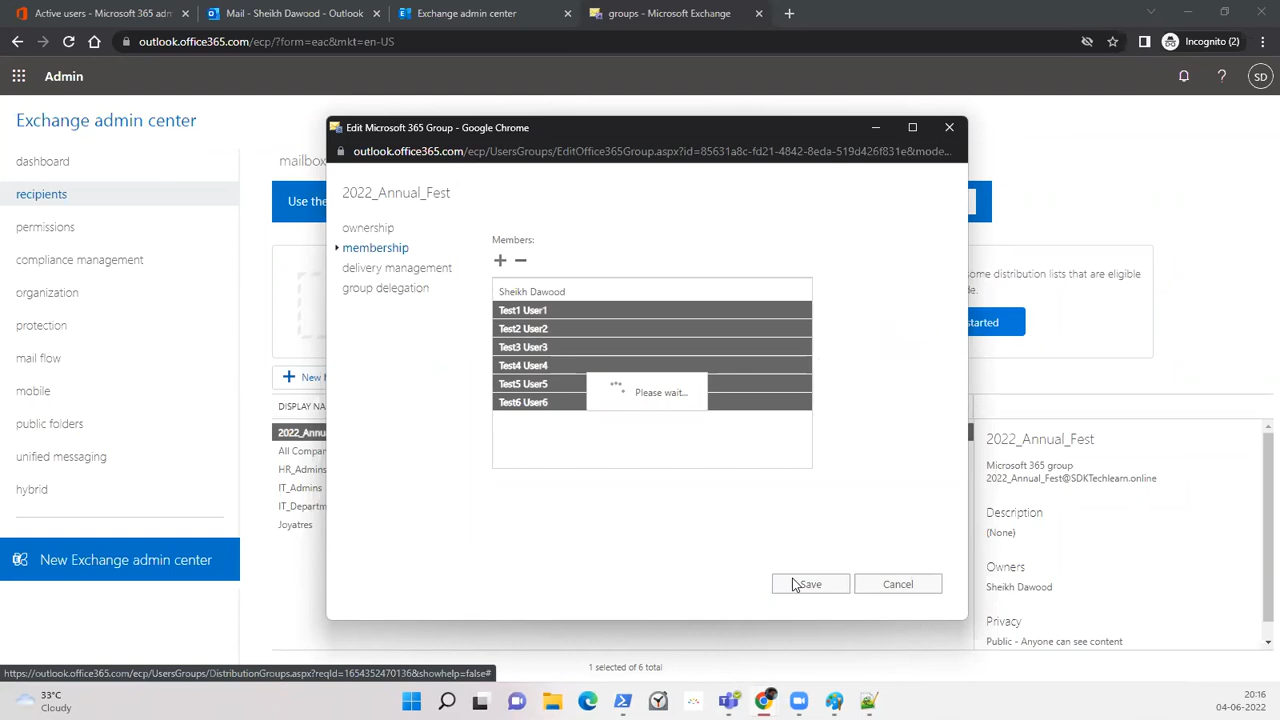 Active users - Microsoft 365 adm
Mail - Sheikh Dawood - Outlook
Exchange admin center
groups - Microsoft Exchange
outlook.office365.com/ecp/?form=eac&mkt=en-US
Incognito (2)
Admin
SD
Exchange admin center
dashboard
recipients
permissions
compliance management
organization
protection
mail flow
mobile
public folders
unified messaging
hybrid
New Exchange admin center
mailbox
Use the
some distribution lists that are eligible
de.
started
New
DISPLAY NA
2022_Annu
All Compan
HR_Admins
IT_Admins
IT_Departm
Joyatres
Edit Microsoft 365 Group - Google Chrome
outlook.office365.com/ecp/UsersGroups/EditOffice365Group.aspx?id=85631a8c-fd21-4842-8eda-519d426f831e&mode...
2022_Annual_Fest
ownership
membership
delivery management
group delegation
Members:
Sheikh Dawood
Test1 User1
Test2 User2
Test3 User3
Test4 User4
Test5 User5
Test6 User6
Please wait...
Save
Cancel
2022_Annual_Fest
Microsoft 365 group
2022_Annual_Fest@SDKTechlearn.online
Description
(None)
Owners
Sheikh Dawood
Privacy
Public - Anyone can see content
1 selected of 6 total
https://outlook.office365.com/ecp/UsersGroups/DistributionGroups.aspx?reqId=1654352470136&showhelp=false#
33°C
Cloudy
20:16
04-06-2022